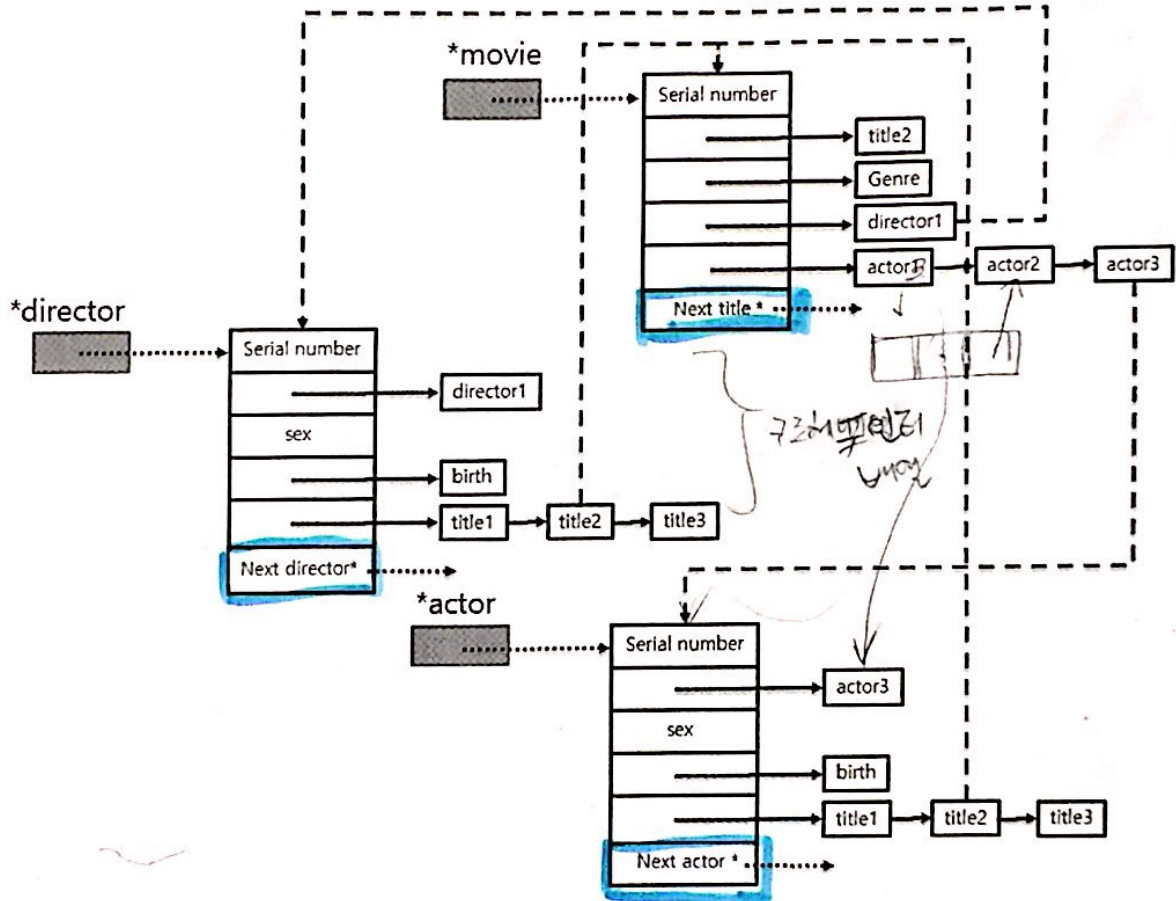 *movie
Serial number
title2
Genre
director1
actor2
actor3
Next title *
*director
Serial number
director1
sex
birth
title1
title2
title3
Next director*
*actor
Serial number
actor3
sex
birth
title1
title2
title3
Next actor *